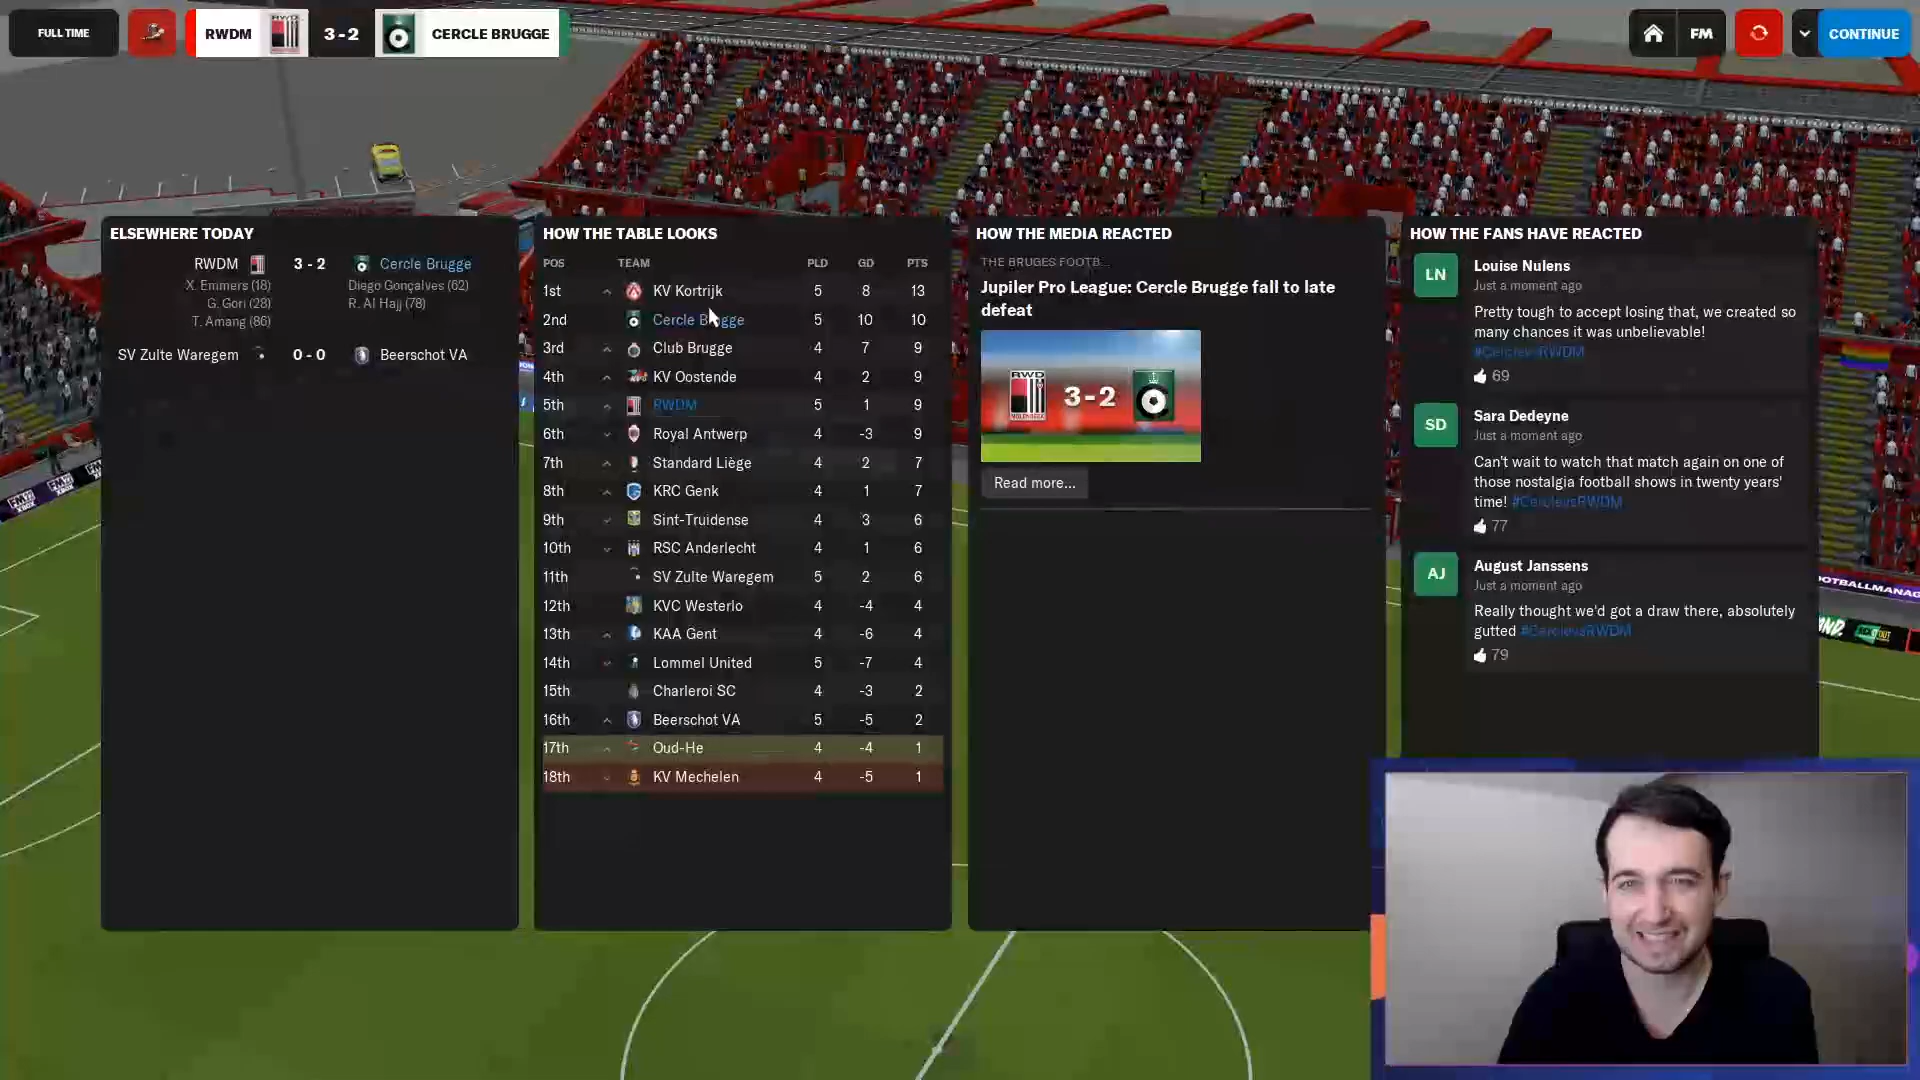 FULL TIME
RWDM
3 - 2
CERCLE BRUGGE
FM
CONTINUE
ELSEWHERE TODAY
RWDM 3 - 2 Cercle Brugge
X. Emmers (18) Diego Gonçalves (62)
G. Gori (28) R. Al Hajj (78)
T. Amang (86)
SV Zulte Waregem 0 - 0 Beerschot VA
HOW THE TABLE LOOKS
POS TEAM PLD GD PTS
1st KV Kortrijk 5 8 13
2nd Cercle Brugge 5 10 10
3rd Club Brugge 4 7 9
4th KV Oostende 4 2 9
5th RWDM 5 1 9
6th Royal Antwerp 4 -3 9
7th Standard Liège 4 2 7
8th KRC Genk 4 1 7
9th Sint-Truidense 4 3 6
10th RSC Anderlecht 4 1 6
11th SV Zulte Waregem 5 2 6
12th KVC Westerlo 4 -4 4
13th KAA Gent 4 -6 4
14th Lommel United 5 -7 4
15th Charleroi SC 4 -3 2
16th Beerschot VA 5 -5 2
17th Oud-He 4 -4 1
18th KV Mechelen 4 -5 1
HOW THE MEDIA REACTED
THE BRUGES FOOTB...
Jupiler Pro League: Cercle Brugge fall to late
defeat
RWD
3-2
Read more...
HOW THE FANS HAVE REACTED
LN
Louise Nulens
Just a moment ago
Pretty tough to accept losing that, we created so
many chances it was unbelievable!
#CerclevsRWDM
69
SD
Sara Dedeyne
Just a moment ago
Can't wait to watch that match again on one of
those nostalgia football shows in twenty years'
time! #CerclevsRWDM
77
AJ
August Janssens
Just a moment ago
Really thought we'd got a draw there, absolutely
gutted #CerclevsRWDM
79